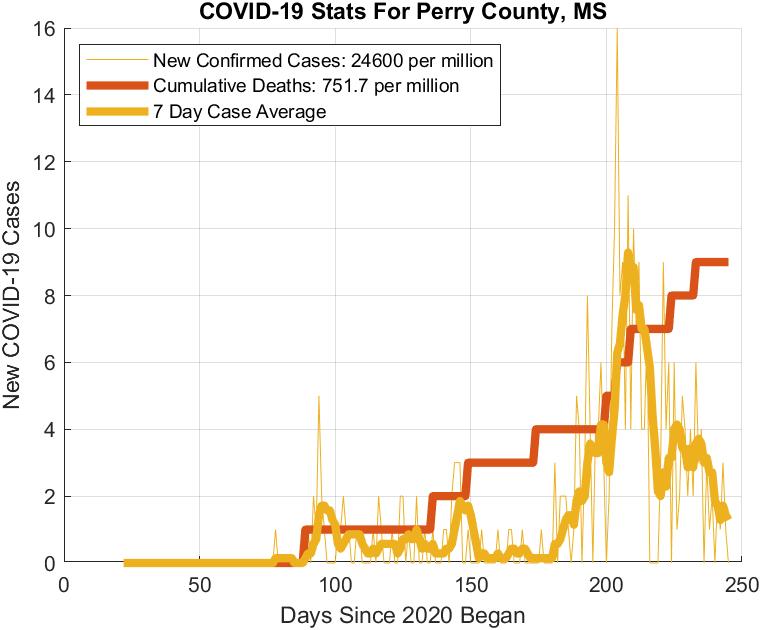 COVID-19 Stats For Perry County, MS
New Confirmed Cases: 24600 per million
Cumulative Deaths: 751.7 per million
7 Day Case Average
New COVID-19 Cases
16
14
12
10
8
6
4
2
0
0 50 100 150 200 250
Days Since 2020 Began